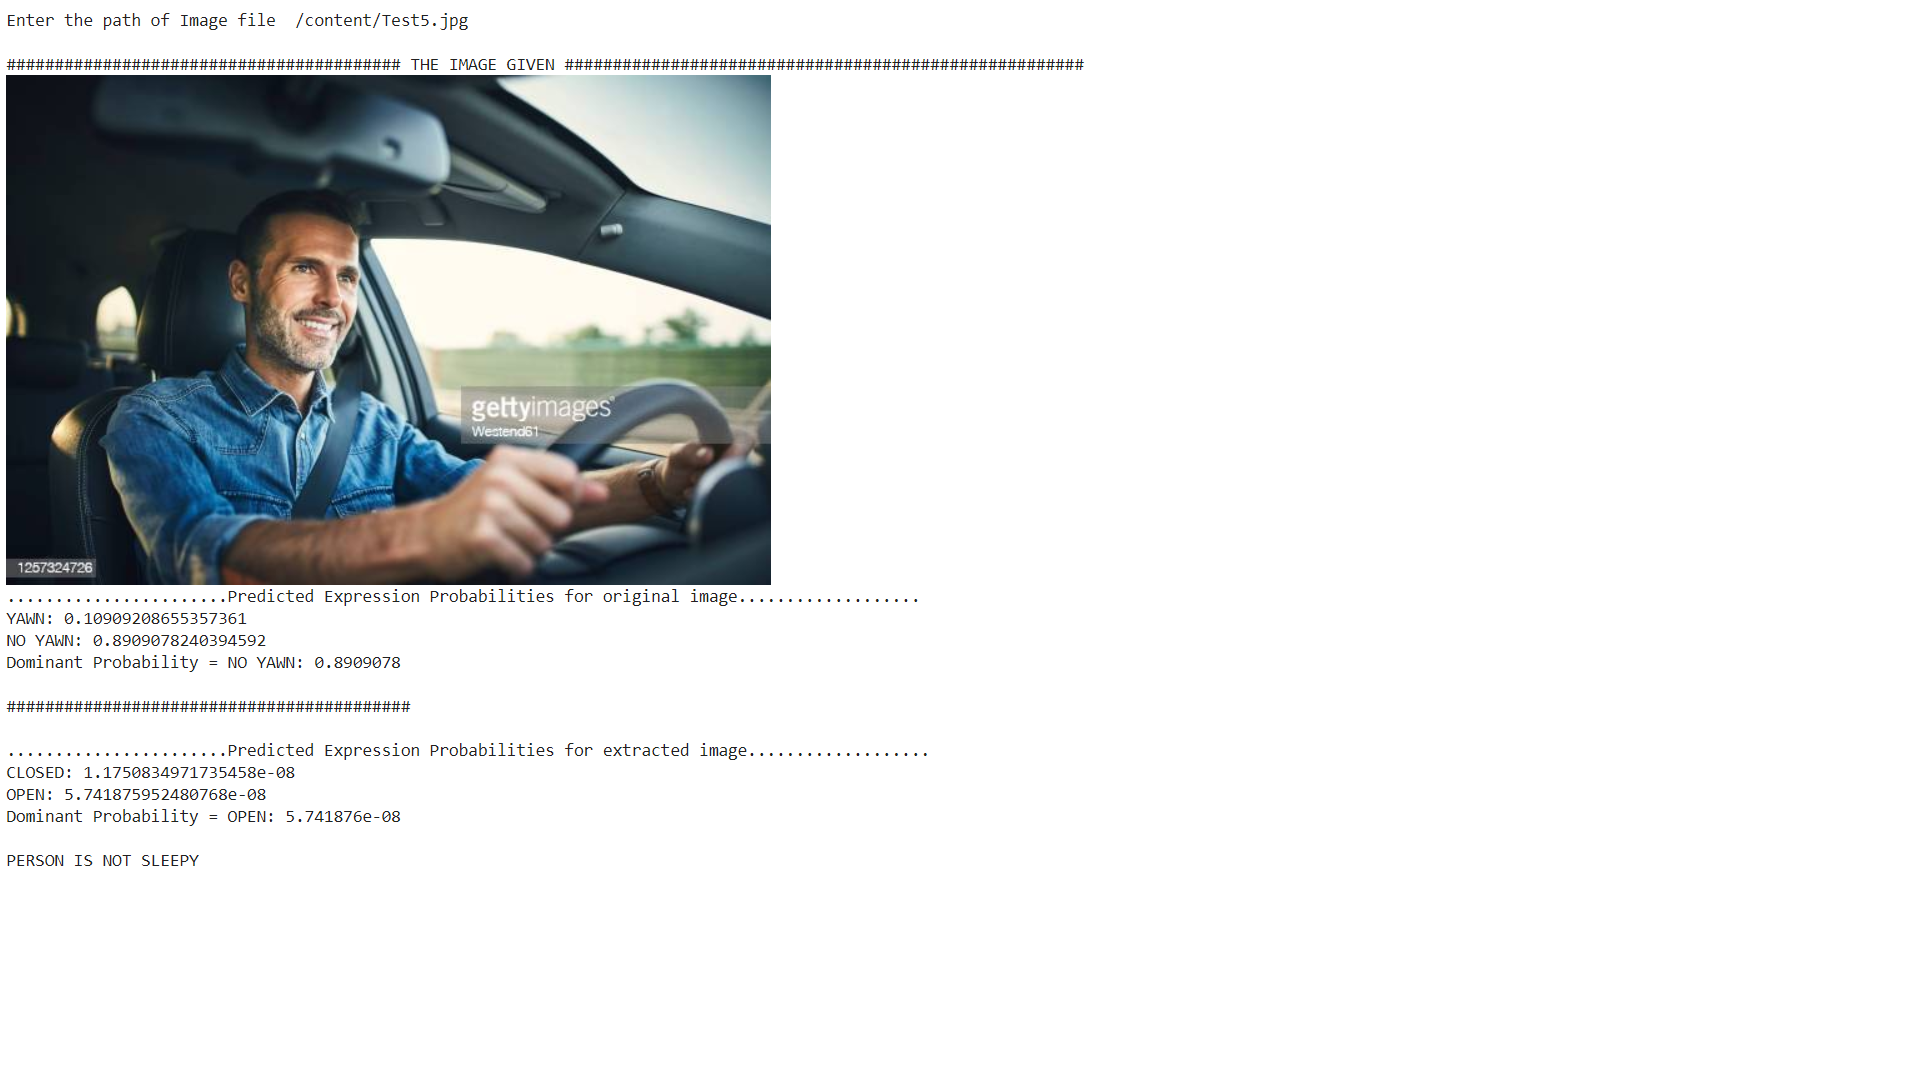 Enter the path of Image file  /content/Test5.jpg
######################################### THE IMAGE GIVEN ######################################################
gettyimages®
Westend61
1257324726
.......................Predicted Expression Probabilities for original image...................
YAWN: 0.10909208655357361
NO YAWN: 0.8909078240394592
Dominant Probability = NO YAWN: 0.8909078
##########################################
.......................Predicted Expression Probabilities for extracted image...................
CLOSED: 1.1750834971735458e-08
OPEN: 5.741875952480768e-08
Dominant Probability = OPEN: 5.741876e-08
PERSON IS NOT SLEEPY